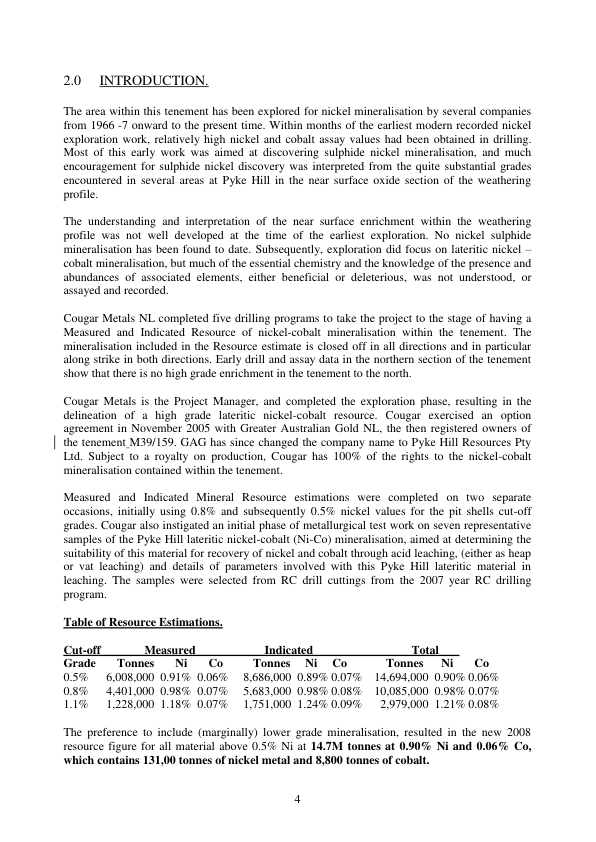 2.0 INTRODUCTION.
The area within this tenement has been explored for nickel mineralisation by several companies
from 1966 -7 onward to the present time. Within months of the earliest modern recorded nickel
exploration work, relatively high nickel and cobalt assay values had been obtained in drilling.
Most of this early work was aimed at discovering sulphide nickel mineralisation, and much
encouragement for sulphide nickel discovery was interpreted from the quite substantial grades
encountered in several areas at Pyke Hill in the near surface oxide section of the weathering
profile.
The understanding and interpretation of the near surface enrichment within the weathering
profile was not well developed at the time of the earliest exploration. No nickel sulphide
mineralisation has been found to date. Subsequently, exploration did focus on lateritic nickel –
cobalt mineralisation, but much of the essential chemistry and the knowledge of the presence and
abundances of associated elements, either beneficial or deleterious, was not understood, or
assayed and recorded.
Cougar Metals NL completed five drilling programs to take the project to the stage of having a
Measured and Indicated Resource of nickel-cobalt mineralisation within the tenement. The
mineralisation included in the Resource estimate is closed off in all directions and in particular
along strike in both directions. Early drill and assay data in the northern section of the tenement
show that there is no high grade enrichment in the tenement to the north.
Cougar Metals is the Project Manager, and completed the exploration phase, resulting in the
delineation of a high grade lateritic nickel-cobalt resource. Cougar exercised an option
agreement in November 2005 with Greater Australian Gold NL, the then registered owners of
the tenement M39/159. GAG has since changed the company name to Pyke Hill Resources Pty
Ltd. Subject to a royalty on production, Cougar has 100% of the rights to the nickel-cobalt
mineralisation contained within the tenement.
Measured and Indicated Mineral Resource estimations were completed on two separate
occasions, initially using 0.8% and subsequently 0.5% nickel values for the pit shells cut-off
grades. Cougar also instigated an initial phase of metallurgical test work on seven representative
samples of the Pyke Hill lateritic nickel-cobalt (Ni-Co) mineralisation, aimed at determining the
suitability of this material for recovery of nickel and cobalt through acid leaching, (either as heap
or vat leaching) and details of parameters involved with this Pyke Hill lateritic material in
leaching. The samples were selected from RC drill cuttings from the 2007 year RC drilling
program.
Table of Resource Estimations.
Cut-off Measured Indicated Total
Grade Tonnes Ni Co Tonnes Ni Co Tonnes Ni Co
0.5% 6,008,000 0.91% 0.06% 8,686,000 0.89% 0.07% 14,694,000 0.90% 0.06%
0.8% 4,401,000 0.98% 0.07% 5,683,000 0.98% 0.08% 10,085,000 0.98% 0.07%
1.1% 1,228,000 1.18% 0.07% 1,751,000 1.24% 0.09% 2,979,000 1.21% 0.08%
The preference to include (marginally) lower grade mineralisation, resulted in the new 2008
resource figure for all material above 0.5% Ni at 14.7M tonnes at 0.90% Ni and 0.06% Co,
which contains 131,00 tonnes of nickel metal and 8,800 tonnes of cobalt.
4